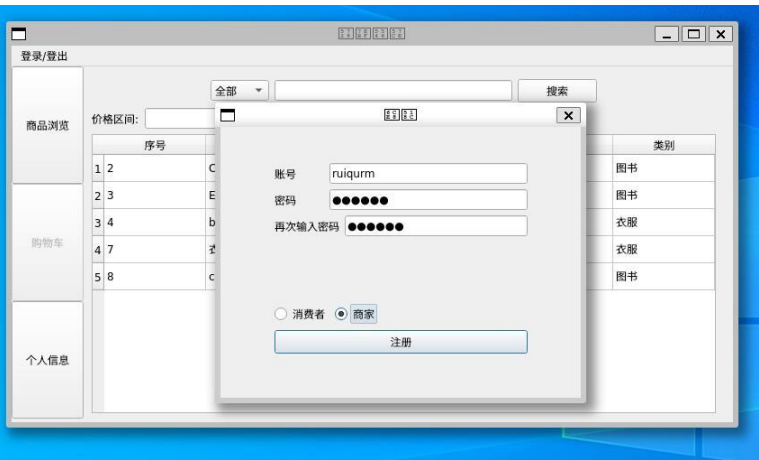 登录/登出
全部
搜索
商品浏览
价格区间:
序号
类别
1 2 图书
2 3 图书
3 4 b 衣服
4 7 衣服
5 8 图书
购物车
个人信息
账号 ruiqurm
密码 ●●●●●●
再次输入密码 ●●●●●●
消费者 商家
注册